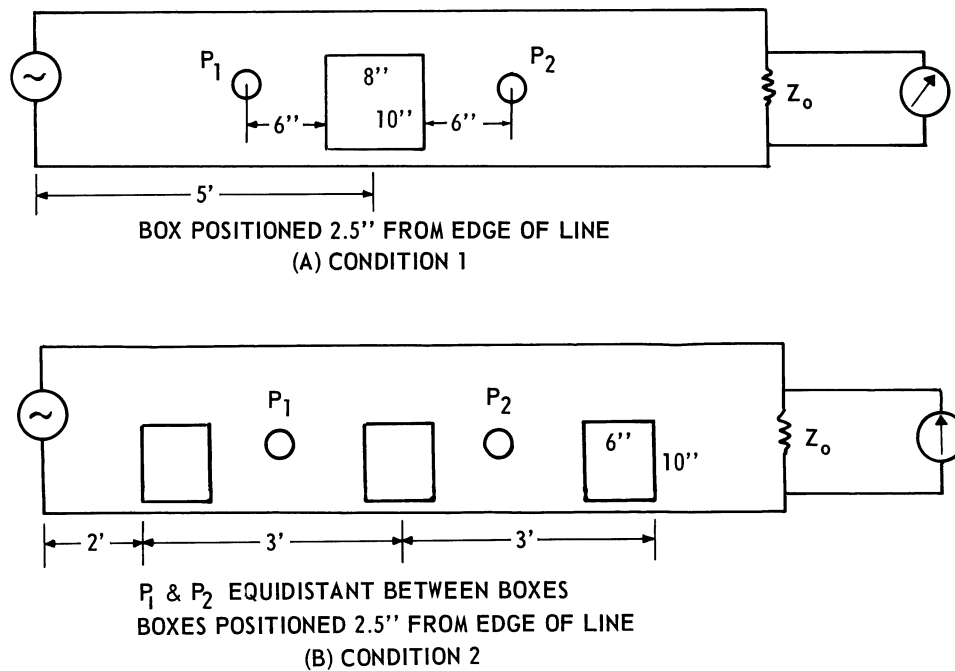 P1
P2
8''
10''
6''
6''
Zo
5'
BOX POSITIONED 2.5'' FROM EDGE OF LINE
(A) CONDITION 1
P1
P2
6''
10''
Zo
2'
3'
3'
P1 & P2 EQUIDISTANT BETWEEN BOXES
BOXES POSITIONED 2.5'' FROM EDGE OF LINE
(B) CONDITION 2